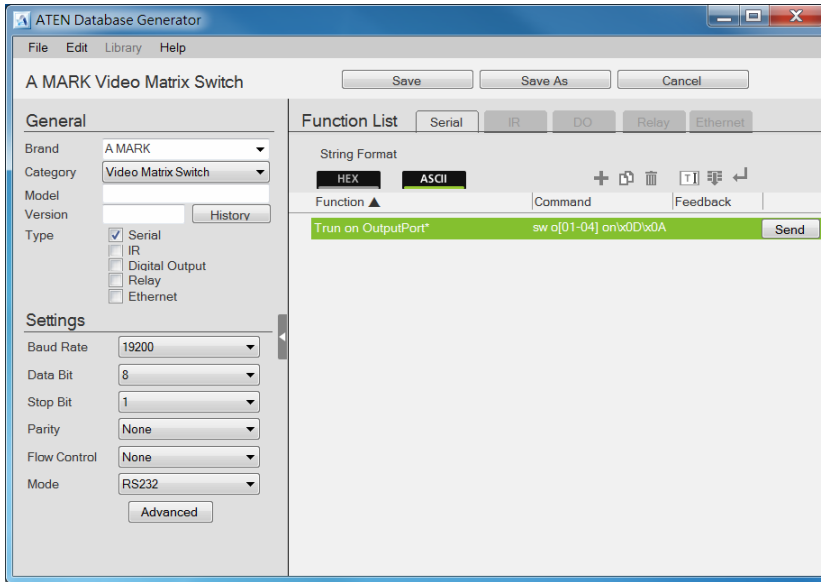 ATEN Database Generator
File Edit Library Help
A MARK Video Matrix Switch
Save Save As Cancel
General
Brand A MARK
Category Video Matrix Switch
Model
Version History
Type Serial
IR
Digital Output
Relay
Ethernet
Settings
Baud Rate 19200
Data Bit 8
Stop Bit 1
Parity None
Flow Control None
Mode RS232
Advanced
Function List Serial IR DO Relay Ethernet
String Format
HEX ASCII
Function ▲ Command Feedback
Trun on OutputPort* sw o[01-04] on\x0D\x0A Send